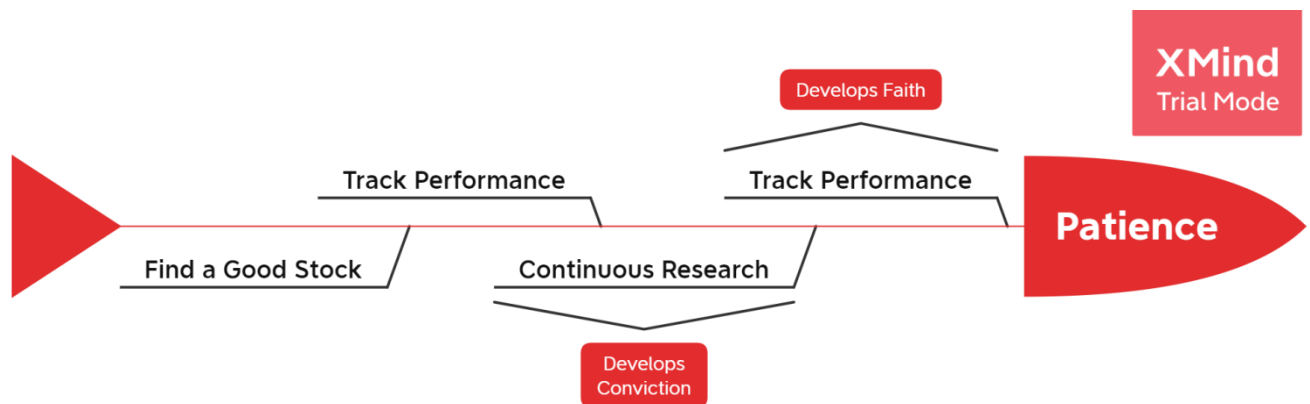 XMind
Trial Mode
Develops Faith
Track Performance
Track Performance
Patience
Find a Good Stock
Continuous Research
Develops
Conviction